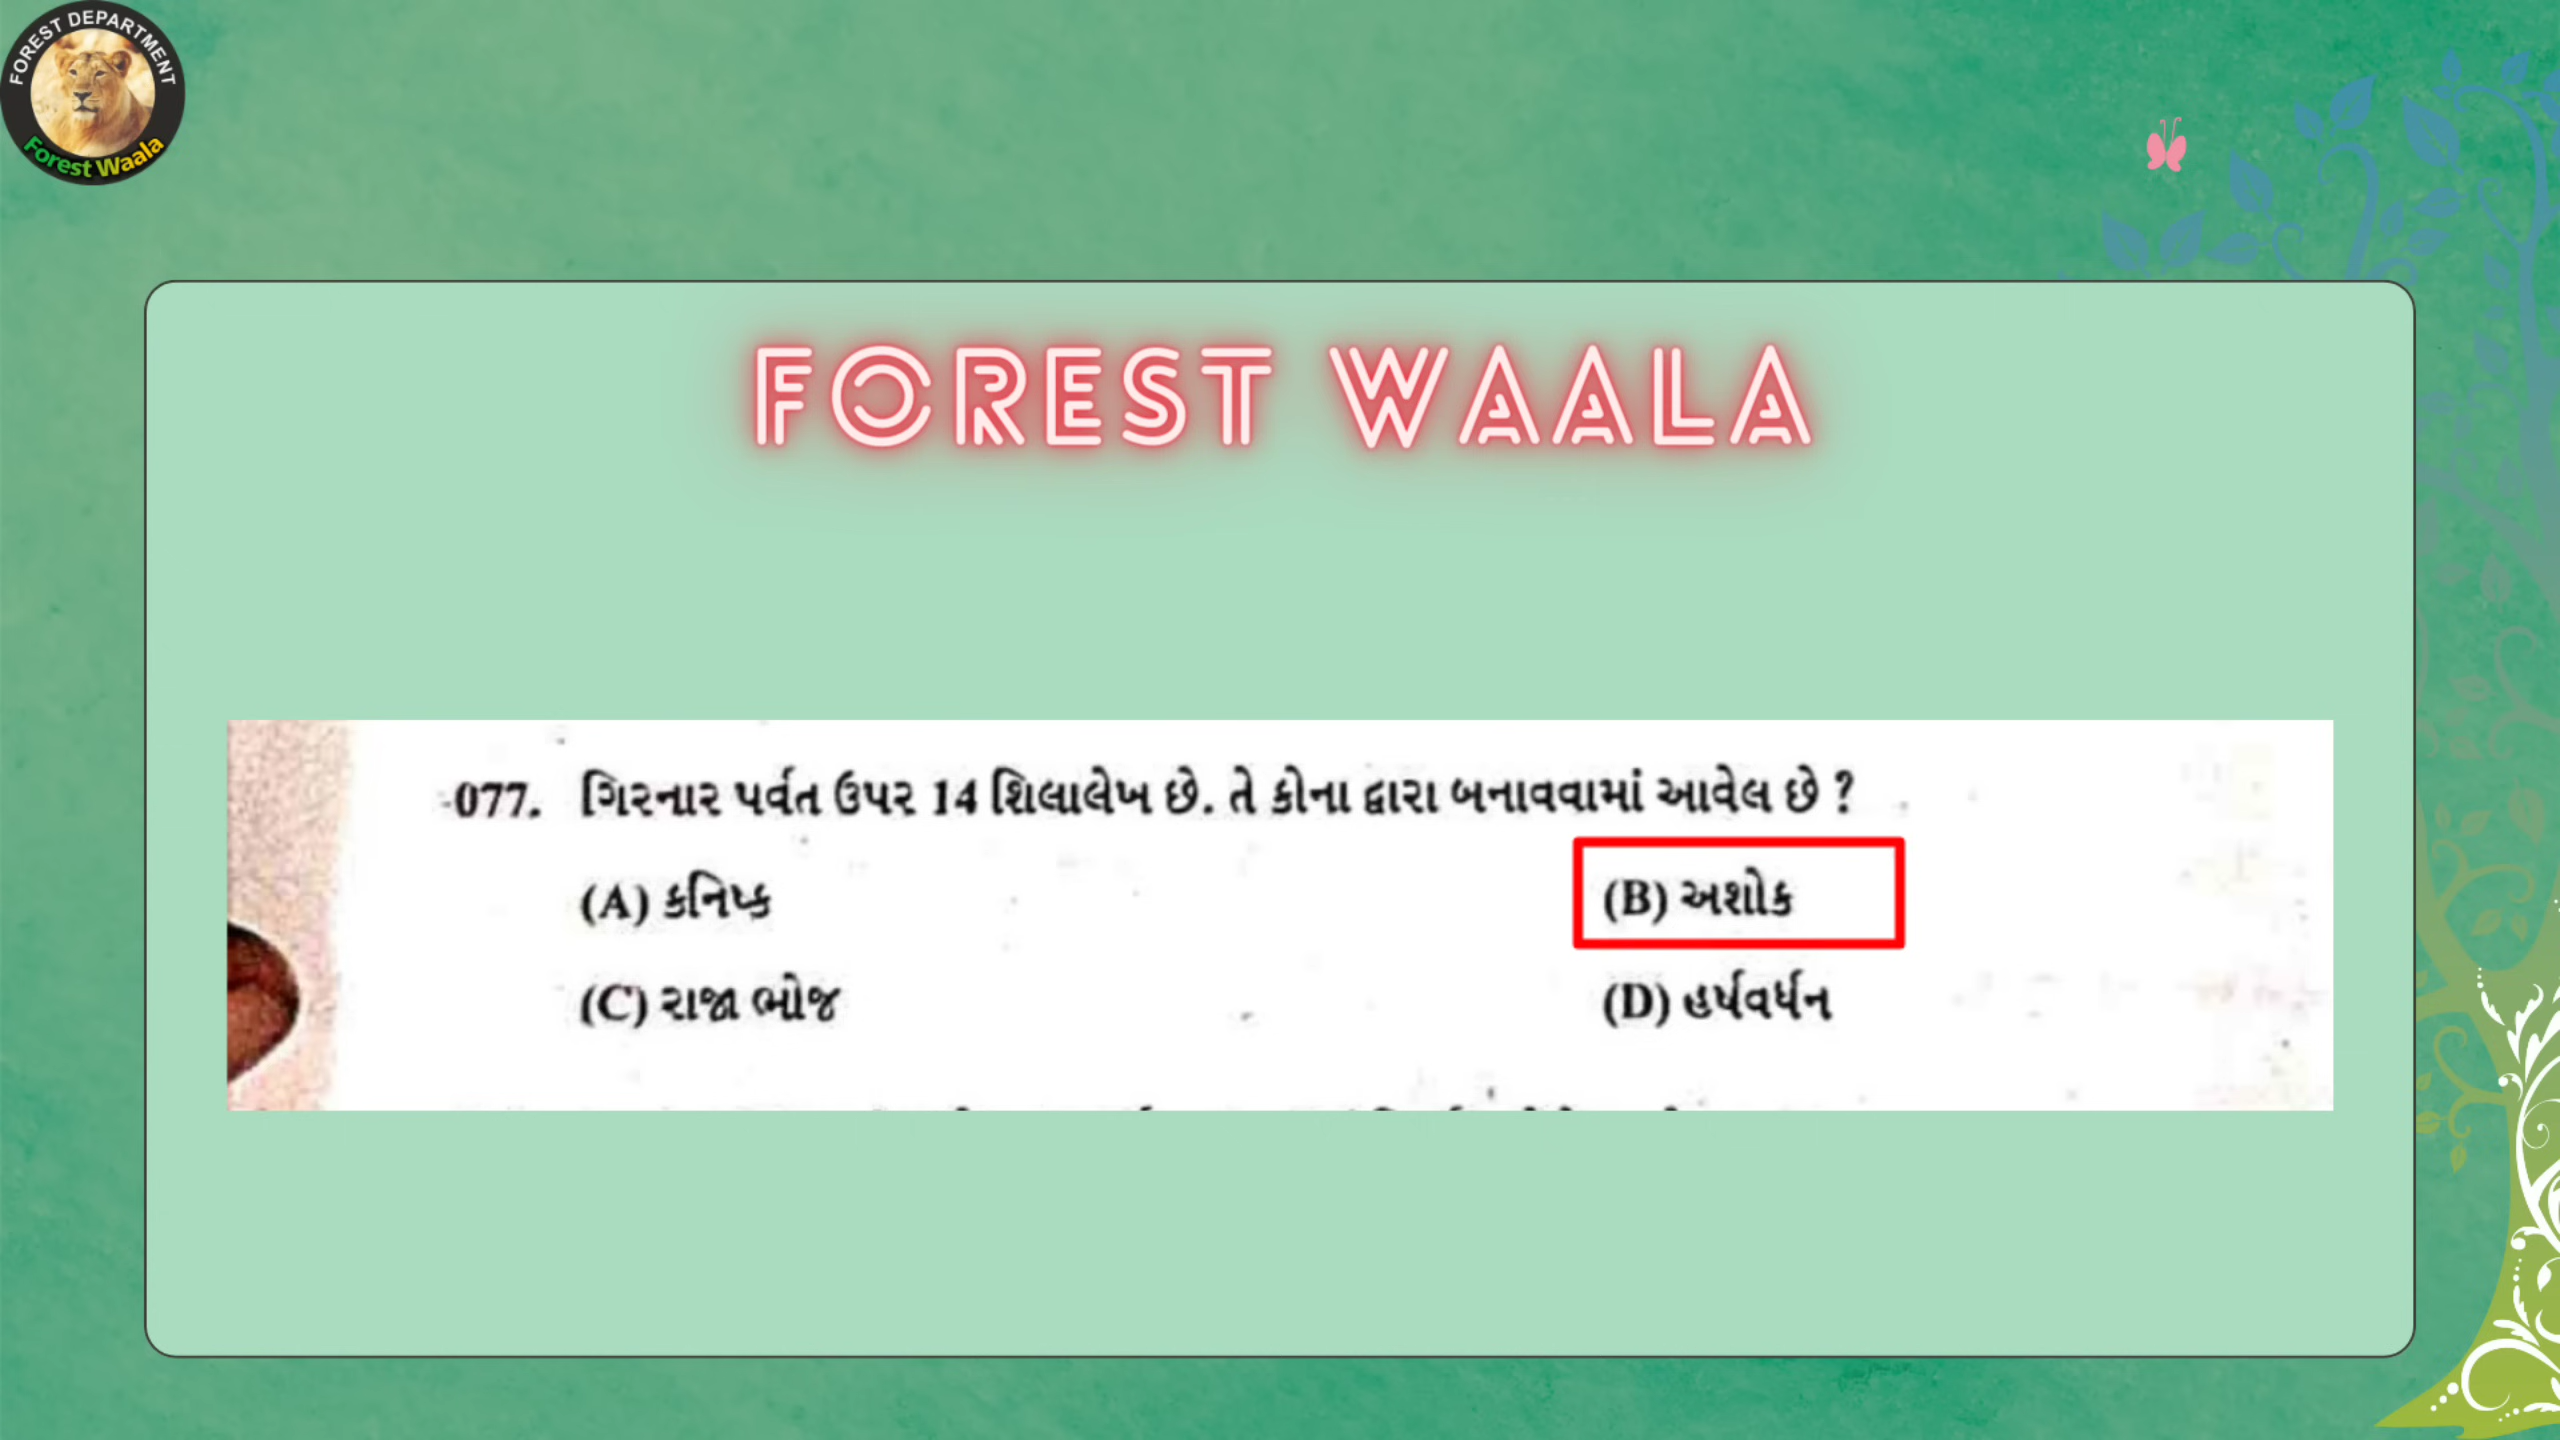 FOREST DEPARTMENT
Forest Waala
FOREST WAALA
077. ગિરનાર પર્વત ઉપર 14 શિલાલેખ છે. તે કોના દ્વારા બનાવવામાં આવેલ છે ?
(A) કનિષ્ક (B) અશોક
(C) રાજા ભોજ (D) હર્ષવર્ધન